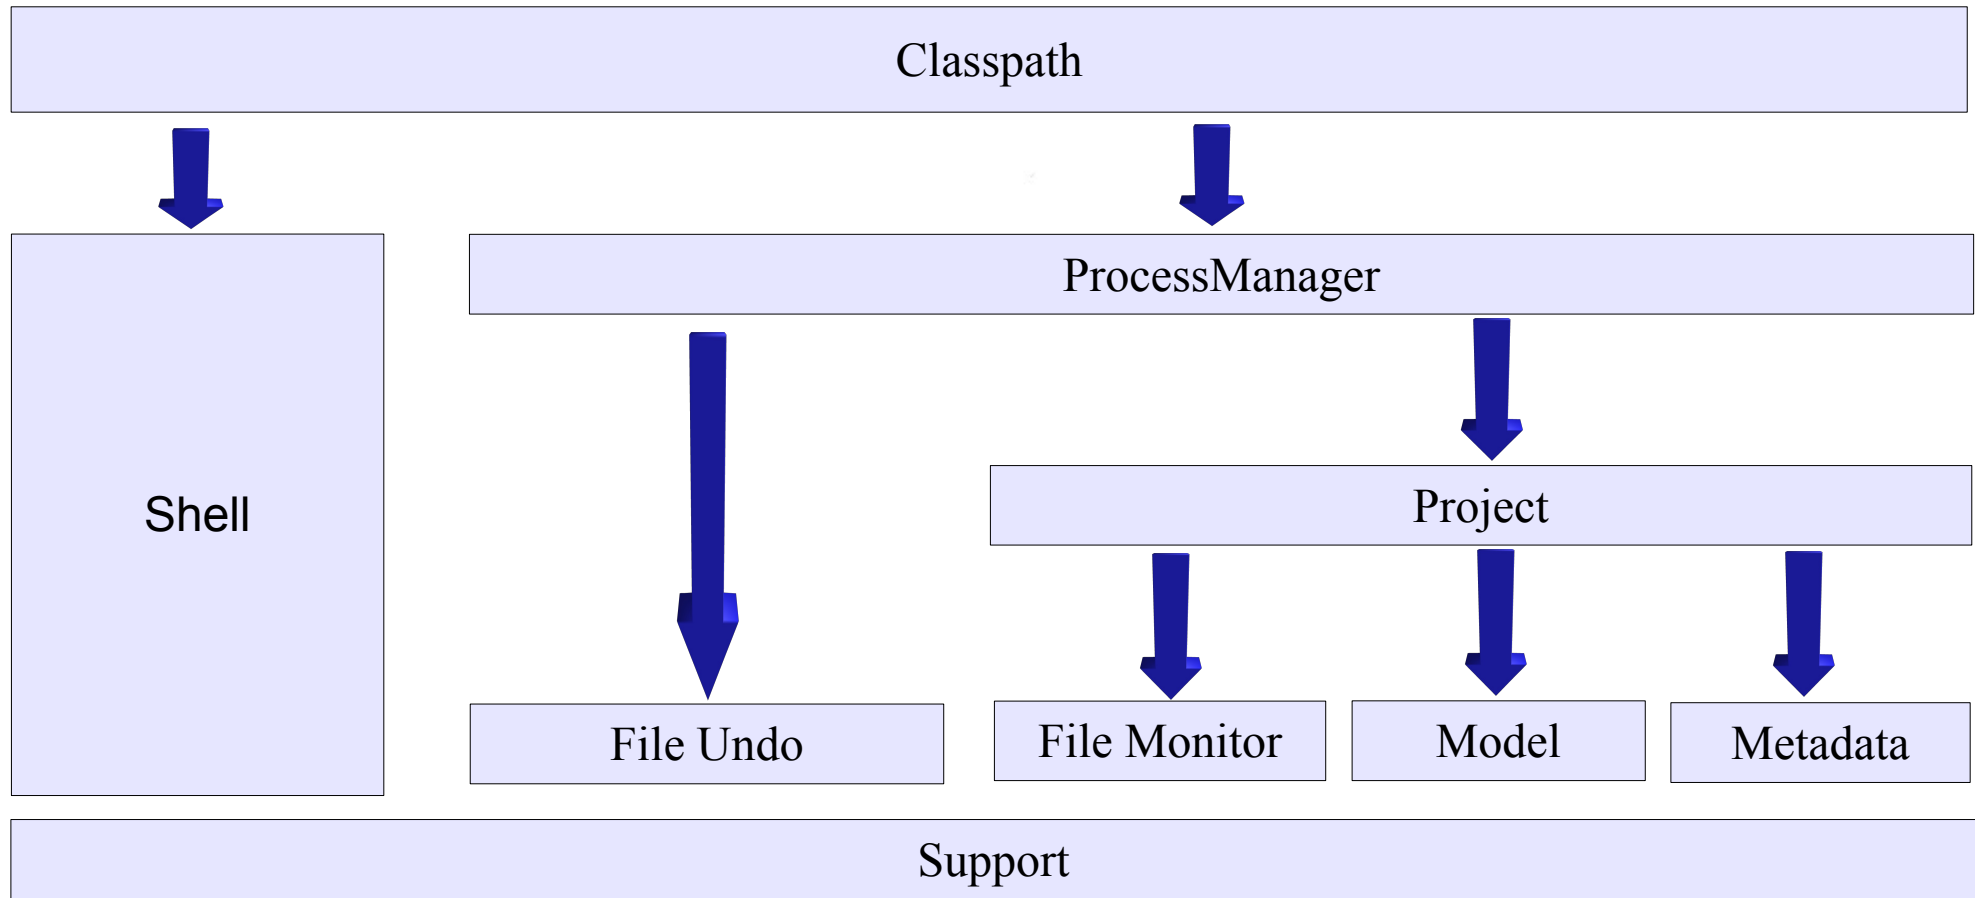 Classpath
ProcessManager
Shell
Project
File Undo
File Monitor
Model
Metadata
Support